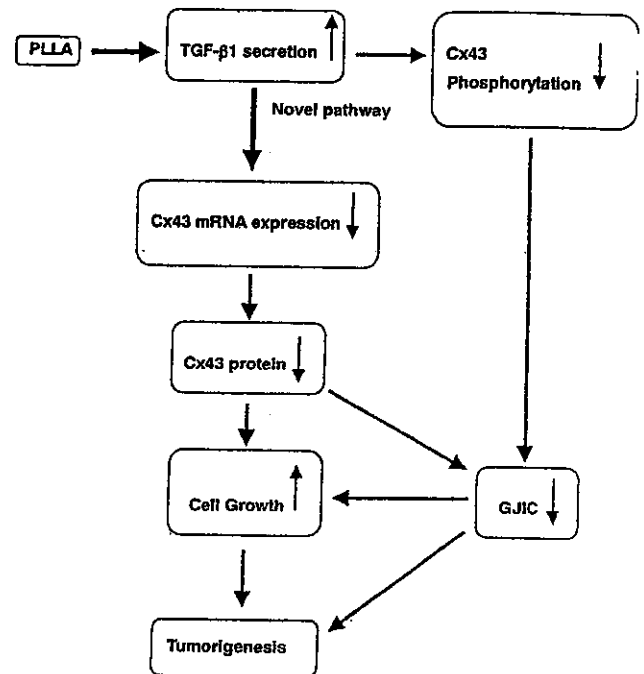 PLLA
TGF-β1 secretion
Cx43
Phosphorylation
Novel pathway
Cx43 mRNA expression
Cx43 protein
Cell Growth
GJIC
Tumorigenesis